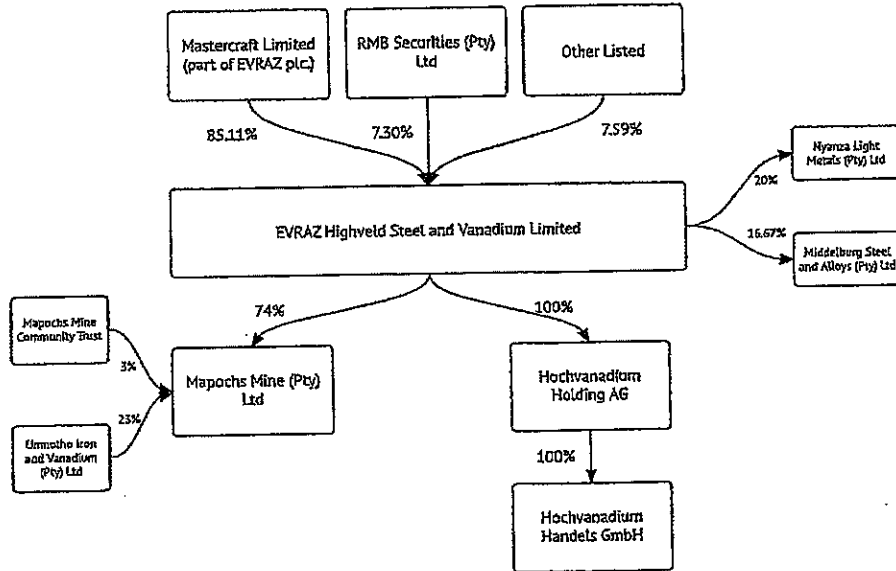 Mastercraft Limited
(part of EVRAZ plc.)
RMB Securities (Pty)
Ltd
Other Listed
85.11%
7.30%
7.59%
Nyanza Light
Metals (Pty) Ltd
20%
EVRAZ Highveld Steel and Vanadium Limited
16.67%
Middelburg Steel
and Alloys (Pty) Ltd
74%
100%
Mapochs Mine
Community Trust
3%
Mapochs Mine (Pty)
Ltd
Hochvanadium
Holding AG
23%
Umnotho Iron
and Vanadium
(Pty) Ltd
100%
Hochvanadium
Handels GmbH